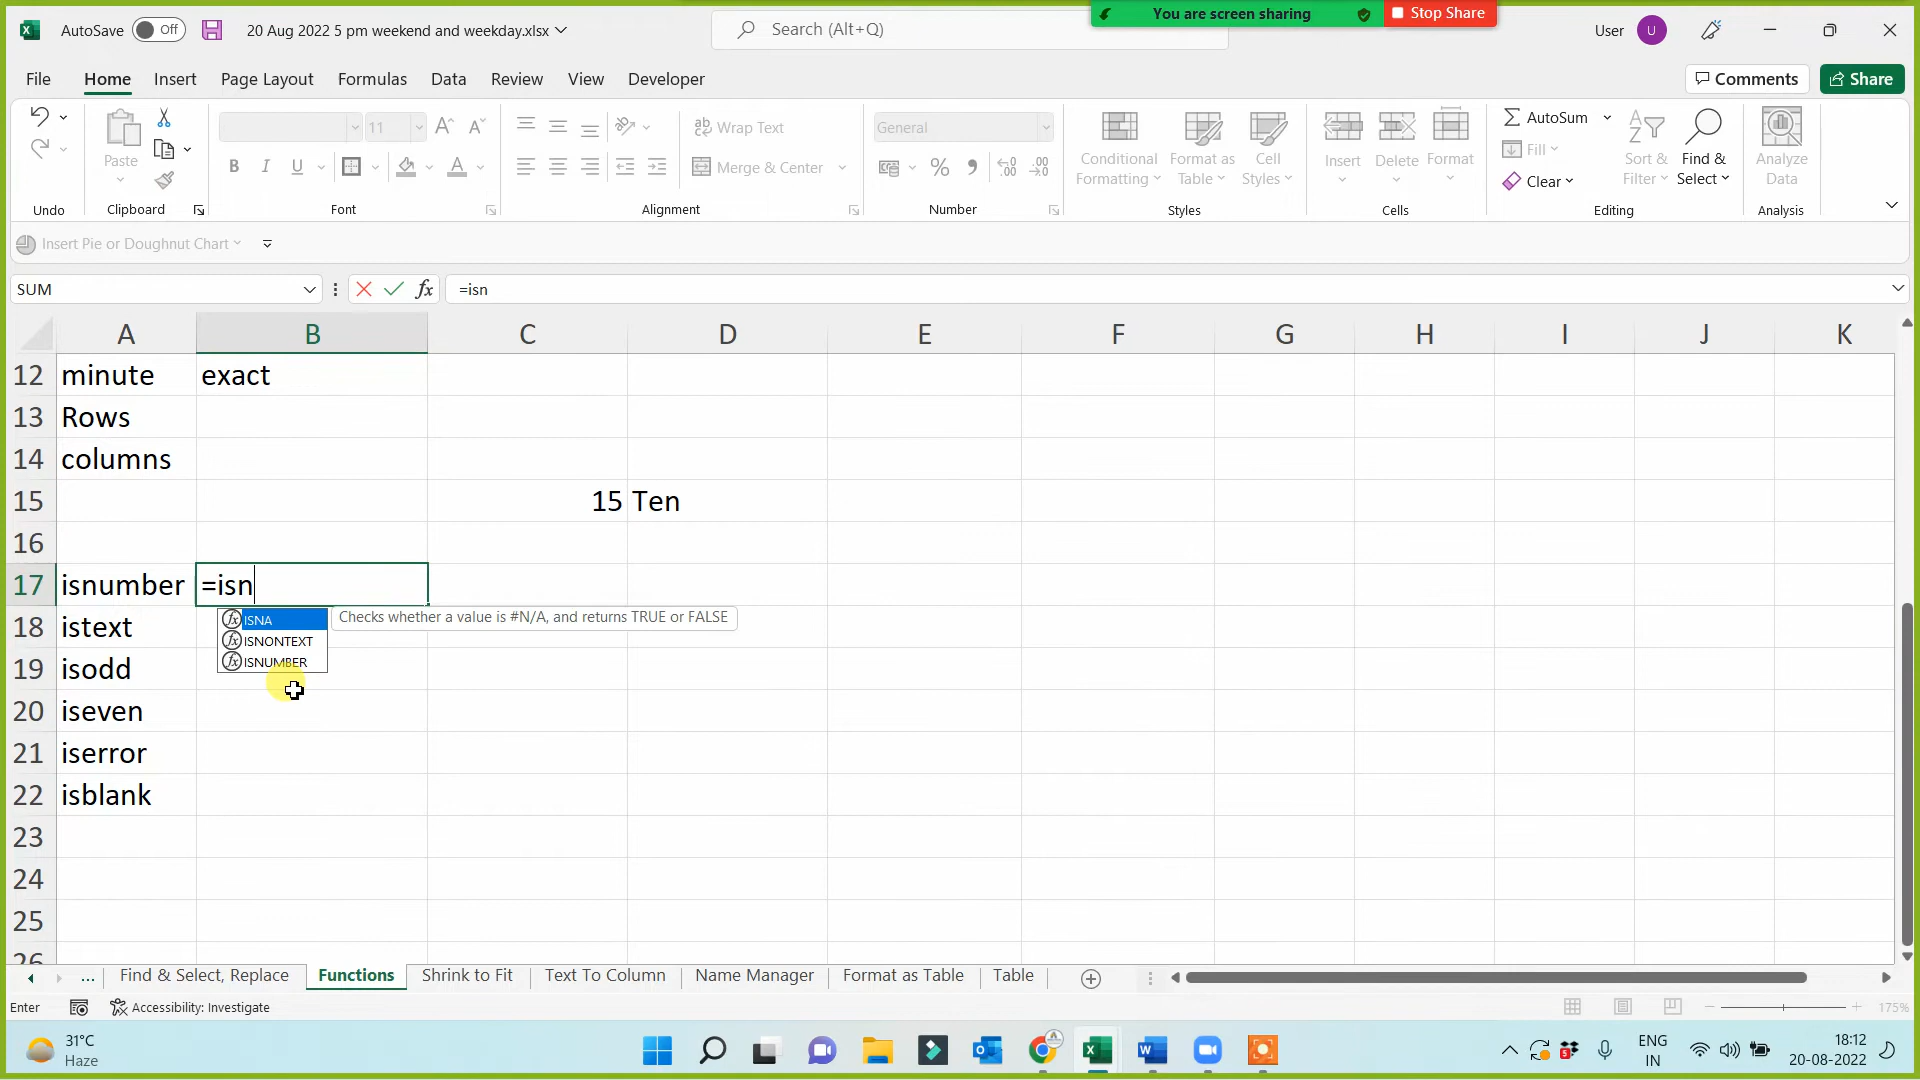 You are screen sharing
Stop Share
AutoSave Off 20 Aug 2022 5 pm weekend and weekday.xlsx Search (Alt+Q) User U
File Home Insert Page Layout Formulas Data Review View Developer Comments Share
11 Wrap Text General AutoSum
Paste B I U Merge & Center Conditional Formatting Format as Table Cell Styles Insert Delete Format Fill Clear Sort & Filter Find & Select Analyze Data
Undo Clipboard Font Alignment Number Styles Cells Editing Analysis
Insert Pie or Doughnut Chart
SUM fx =isn
A B C D E F G H I J K
12 minute exact
13 Rows
14 columns
15 15 Ten
16
17 isnumber =isn
ISNA Checks whether a value is #N/A, and returns TRUE or FALSE
18 istext
ISNONTEXT
ISNUMBER
19 isodd
20 iseven
21 iserror
22 isblank
23
24
25
26
... Find & Select, Replace Functions Shrink to Fit Text To Column Name Manager Format as Table Table
Enter Accessibility: Investigate 175%
31°C
Haze
ENG
IN
18:12
20-08-2022